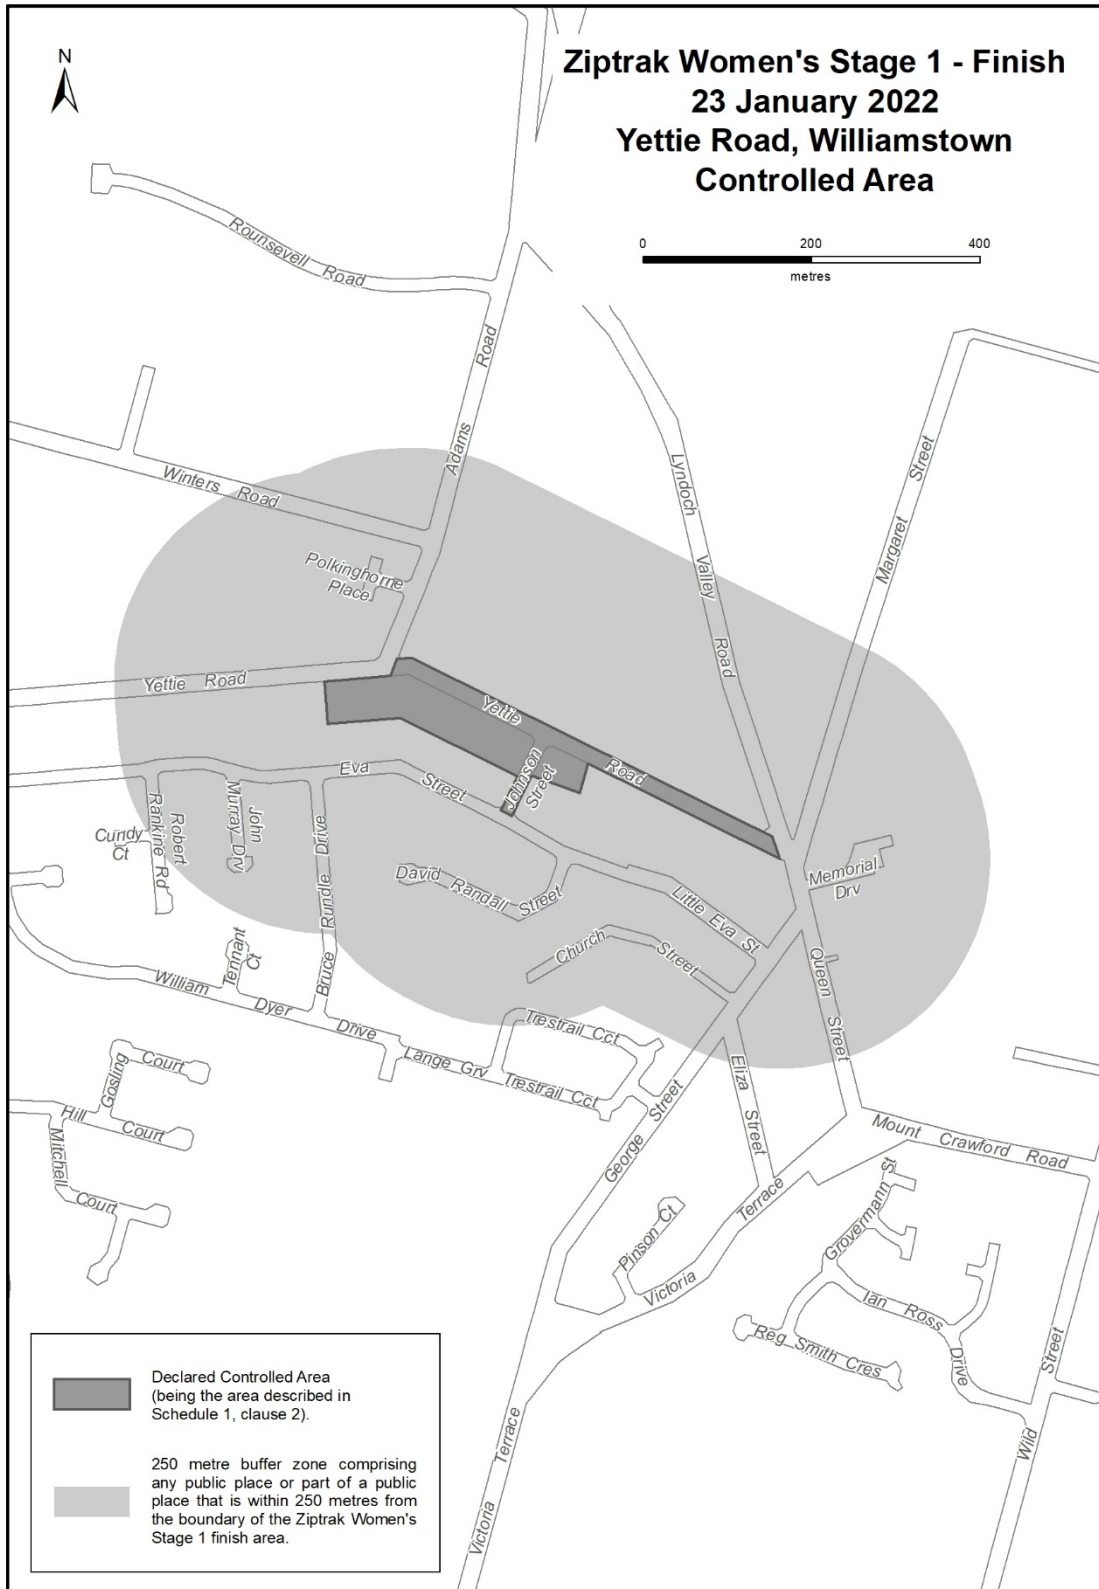 N
Ziptrak Women's Stage 1 - Finish
23 January 2022
Yettie Road, Williamstown
Controlled Area
0 200 400
metres
Rounsevell Road
Adams Road
Winters Road
Polkinghorne
Place
Lyndoch Valley Road
Margaret Street
Yettie Road
Yettie Road
Johnson
Street
Eva Street
John
Murray Drv
Robert
Rankine Rd
Cundy
Ct
Bruce Rundle Drive
David Randall Street
Little Eva St
Memorial
Drv
Church Street
Queen Street
Tennant
Ct
William Dyer Drive
Lange Grv
Trestrail Cct
Trestrail Cct
Eliza Street
George Street
Gosling Court
Hill Court
Mitchell Court
Mount Crawford Road
Grovermann St
Pinson Ct
Victoria Terrace
Ian Ross Drive
Reg Smith Cres
Wild Street
Victoria Terrace
Declared Controlled Area
(being the area described in
Schedule 1, clause 2).
250 metre buffer zone comprising
any public place or part of a public
place that is within 250 metres from
the boundary of the Ziptrak Women's
Stage 1 finish area.